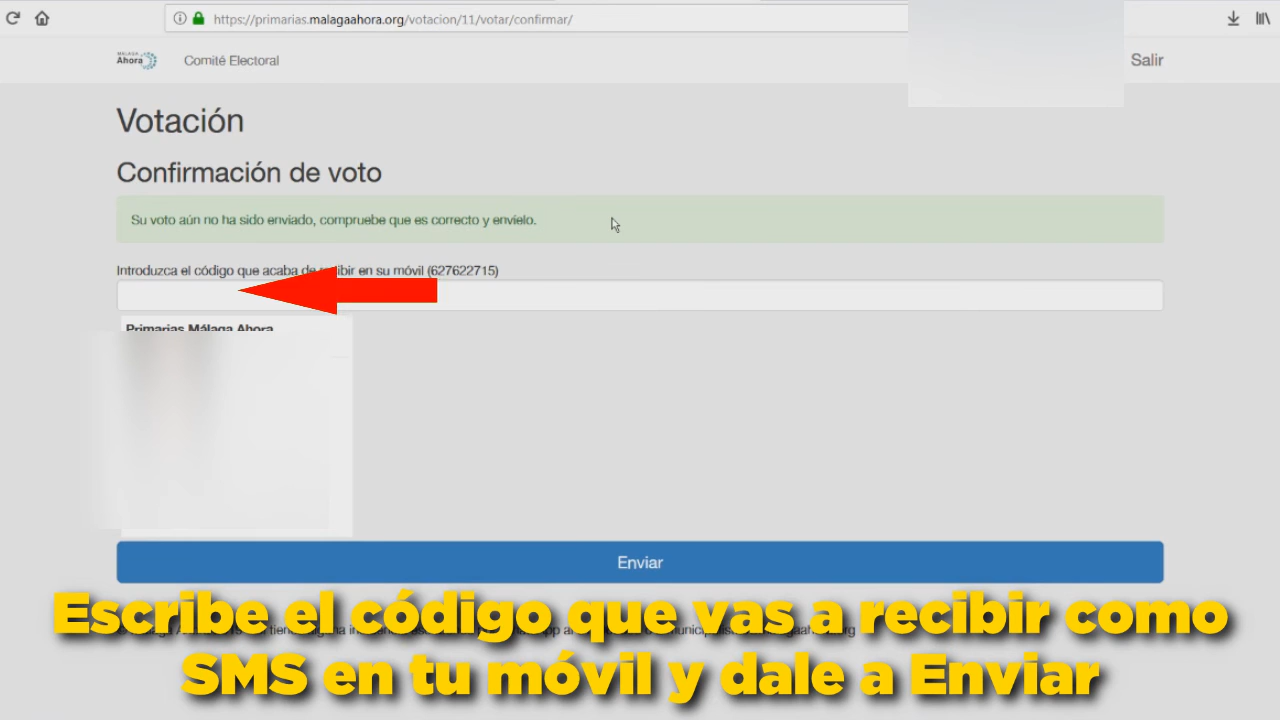 https://primarias.malagaahora.org/votacion/11/votar/confirmar/
MÁLAGA
Ahora
Comité Electoral
Salir
Votación
Confirmación de voto
Su voto aún no ha sido enviado, compruebe que es correcto y envíelo.
Introduzca el código que acaba de recibir en su móvil (627622715)
Primarias Málaga Ahora
Enviar
Escribe el código que vas a recibir como
SMS en tu móvil y dale a Enviar